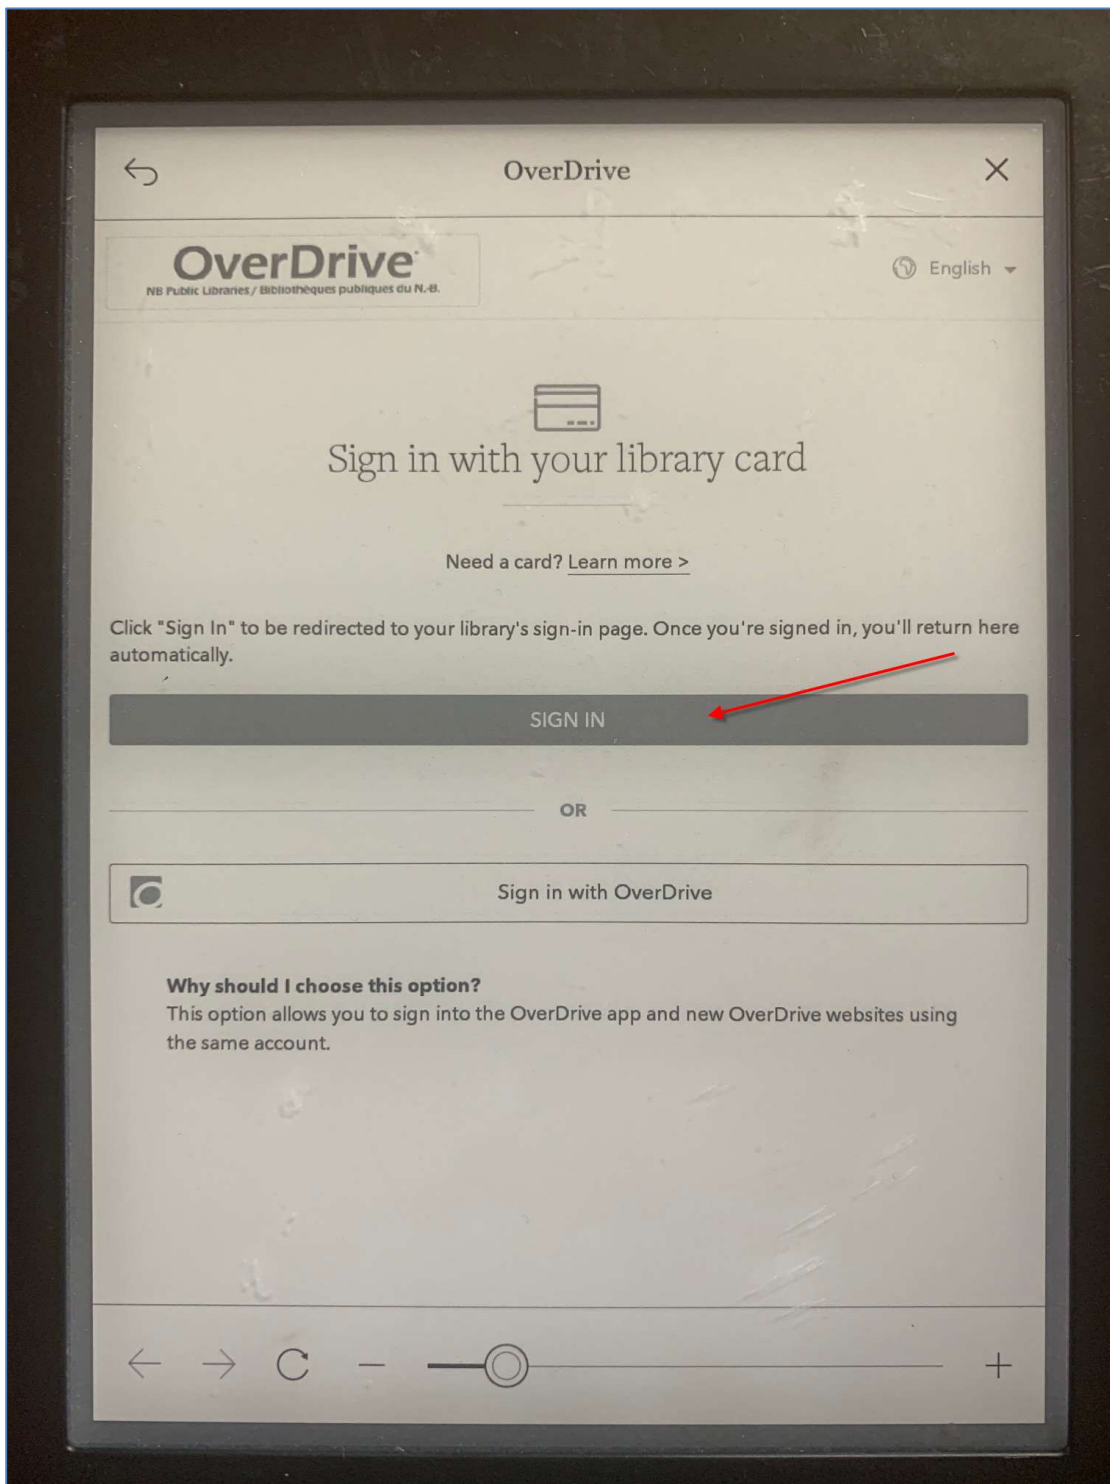 OverDrive
OverDrive
NB Public Libraries / Bibliothèques publiques du N.-B.
English
Sign in with your library card
Need a card? Learn more >
Click "Sign In" to be redirected to your library's sign-in page. Once you're signed in, you'll return here
automatically.
SIGN IN
OR
Sign in with OverDrive
Why should I choose this option?
This option allows you to sign into the OverDrive app and new OverDrive websites using
the same account.